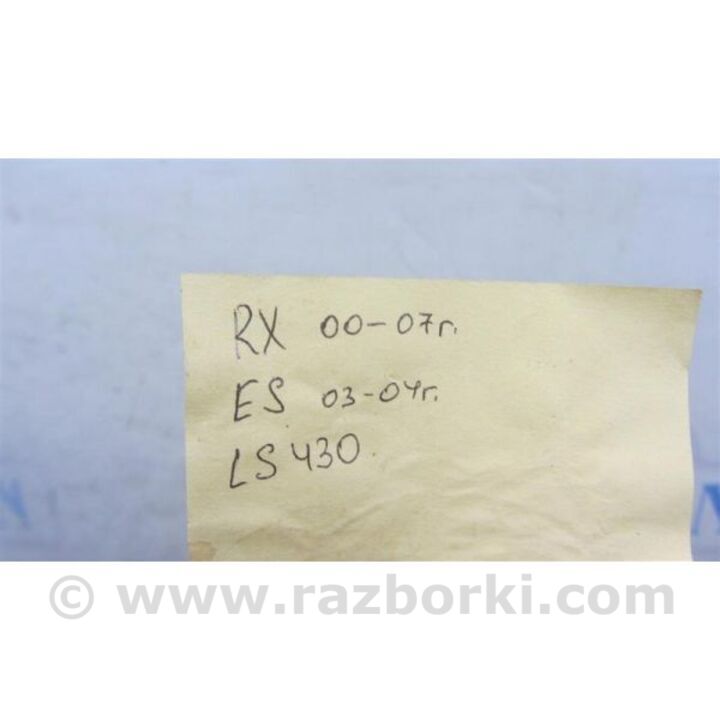 RX 00-07г.
ES 03-04г.
LS 430
© www.razborki.com